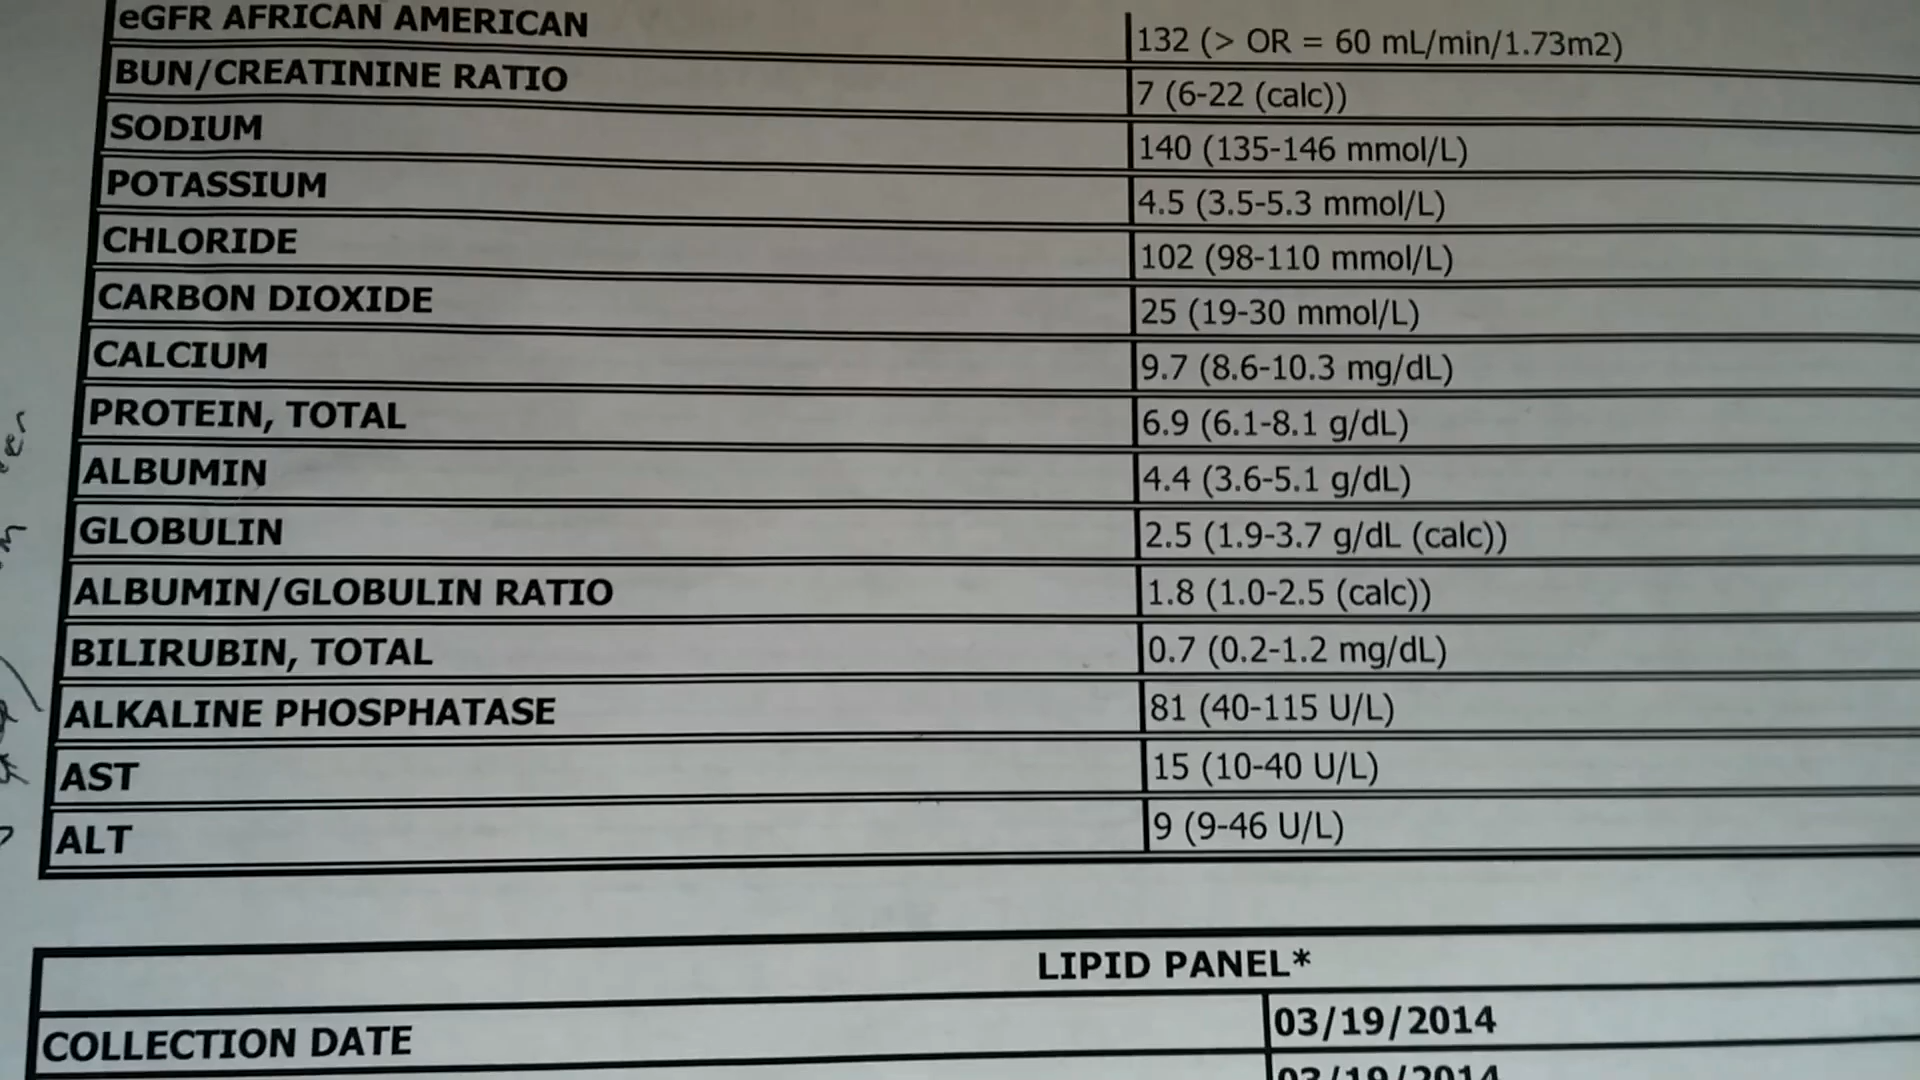 eGFR AFRICAN AMERICAN 132 (> OR = 60 mL/min/1.73m2)
BUN/CREATININE RATIO 7 (6-22 (calc))
SODIUM 140 (135-146 mmol/L)
POTASSIUM 4.5 (3.5-5.3 mmol/L)
CHLORIDE 102 (98-110 mmol/L)
CARBON DIOXIDE 25 (19-30 mmol/L)
CALCIUM 9.7 (8.6-10.3 mg/dL)
PROTEIN, TOTAL 6.9 (6.1-8.1 g/dL)
ALBUMIN 4.4 (3.6-5.1 g/dL)
GLOBULIN 2.5 (1.9-3.7 g/dL (calc))
ALBUMIN/GLOBULIN RATIO 1.8 (1.0-2.5 (calc))
BILIRUBIN, TOTAL 0.7 (0.2-1.2 mg/dL)
ALKALINE PHOSPHATASE 81 (40-115 U/L)
AST 15 (10-40 U/L)
ALT 9 (9-46 U/L)
LIPID PANEL*
COLLECTION DATE 03/19/2014
03/19/2014